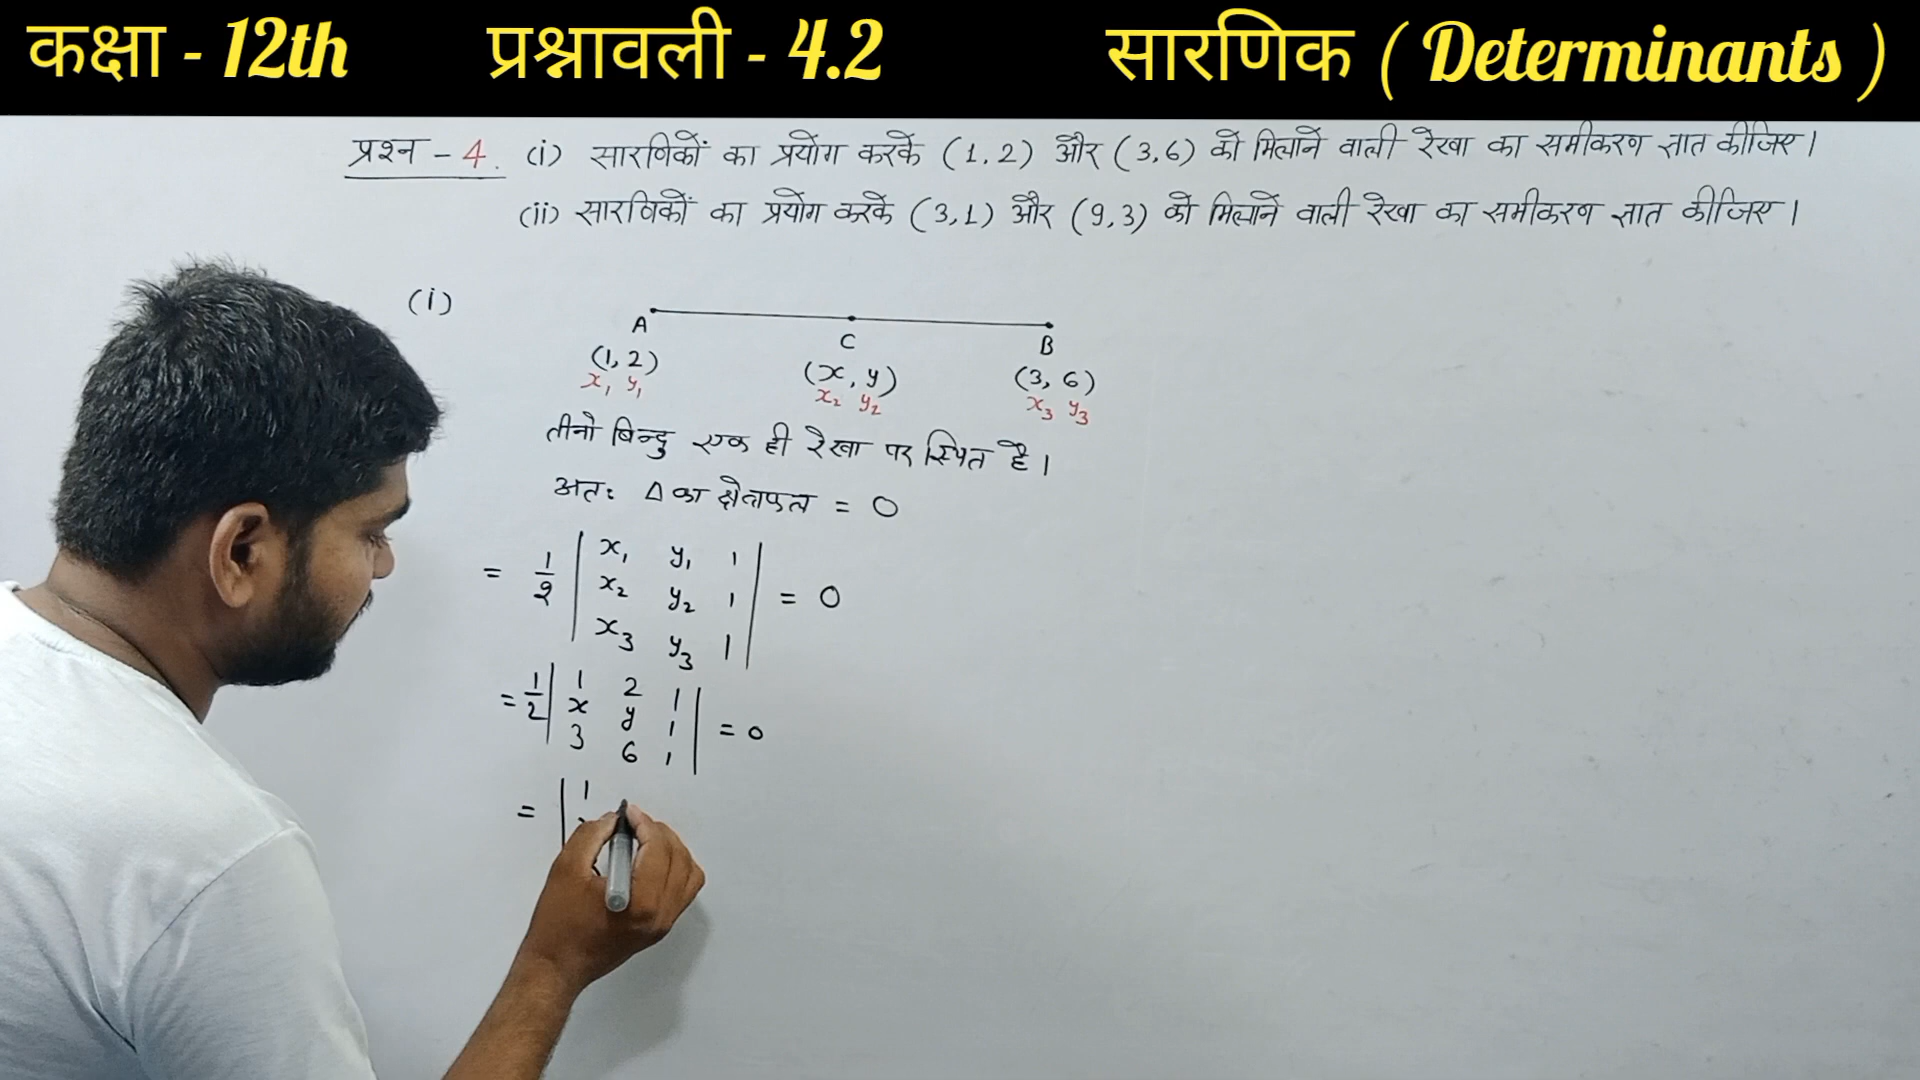 कक्षा - 12th प्रश्नावली - 4.2 सारणिक ( Determinants )
प्रश्न - 4. (i) सारणिकों का प्रयोग करके (1,2) और (3,6) को मिलाने वाली रेखा का समीकरण ज्ञात कीजिए।
(ii) सारणिकों का प्रयोग करके (3,1) और (9,3) को मिलाने वाली रेखा का समीकरण ज्ञात कीजिए।
(i)
A C B
(1,2) (x,y) (3,6)
x₁ y₁ x₂ y₂ x₃ y₃
तीनो बिन्दु एक ही रेखा पर स्थित है।
अतः Δ का क्षेत्रफल = 0
= 1/2 | x₁ y₁ 1 |
| x₂ y₂ 1 | = 0
| x₃ y₃ 1 |
= 1/2 | 1 2 1 |
| x y 1 | = 0
| 3 6 1 |
= | 1